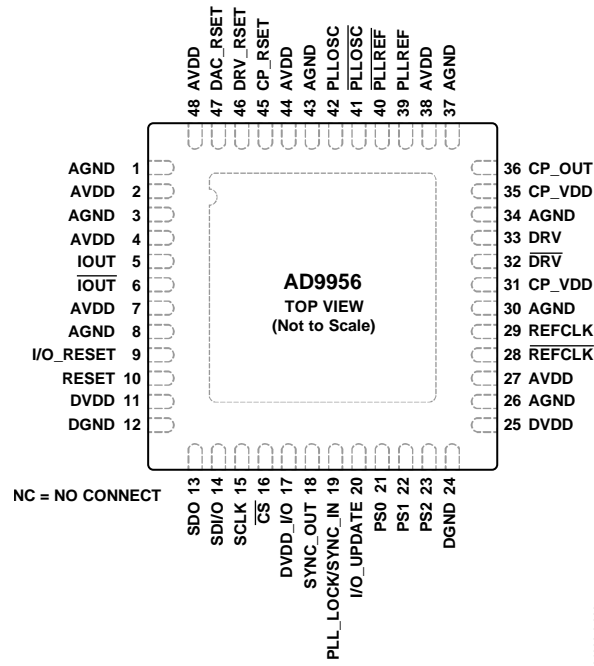 48 AVDD
47 DAC_RSET
46 DRV_RSET
45 CP_RSET
44 AVDD
43 AGND
42 PLLOSC
41 PLLOSC
40 PLLREF
39 PLLREF
38 AVDD
37 AGND
AGND 1
AVDD 2
AGND 3
AVDD 4
IOUT 5
IOUT 6
AVDD 7
AGND 8
I/O_RESET 9
RESET 10
DVDD 11
DGND 12
36 CP_OUT
35 CP_VDD
34 AGND
33 DRV
32 DRV
31 CP_VDD
30 AGND
29 REFCLK
28 REFCLK
27 AVDD
26 AGND
25 DVDD
AD9956
TOP VIEW
(Not to Scale)
NC = NO CONNECT
SDO 13
SDI/O 14
SCLK 15
CS 16
DVDD_I/O 17
SYNC_OUT 18
PLL_LOCK/SYNC_IN 19
I/O_UPDATE 20
PS0 21
PS1 22
PS2 23
DGND 24